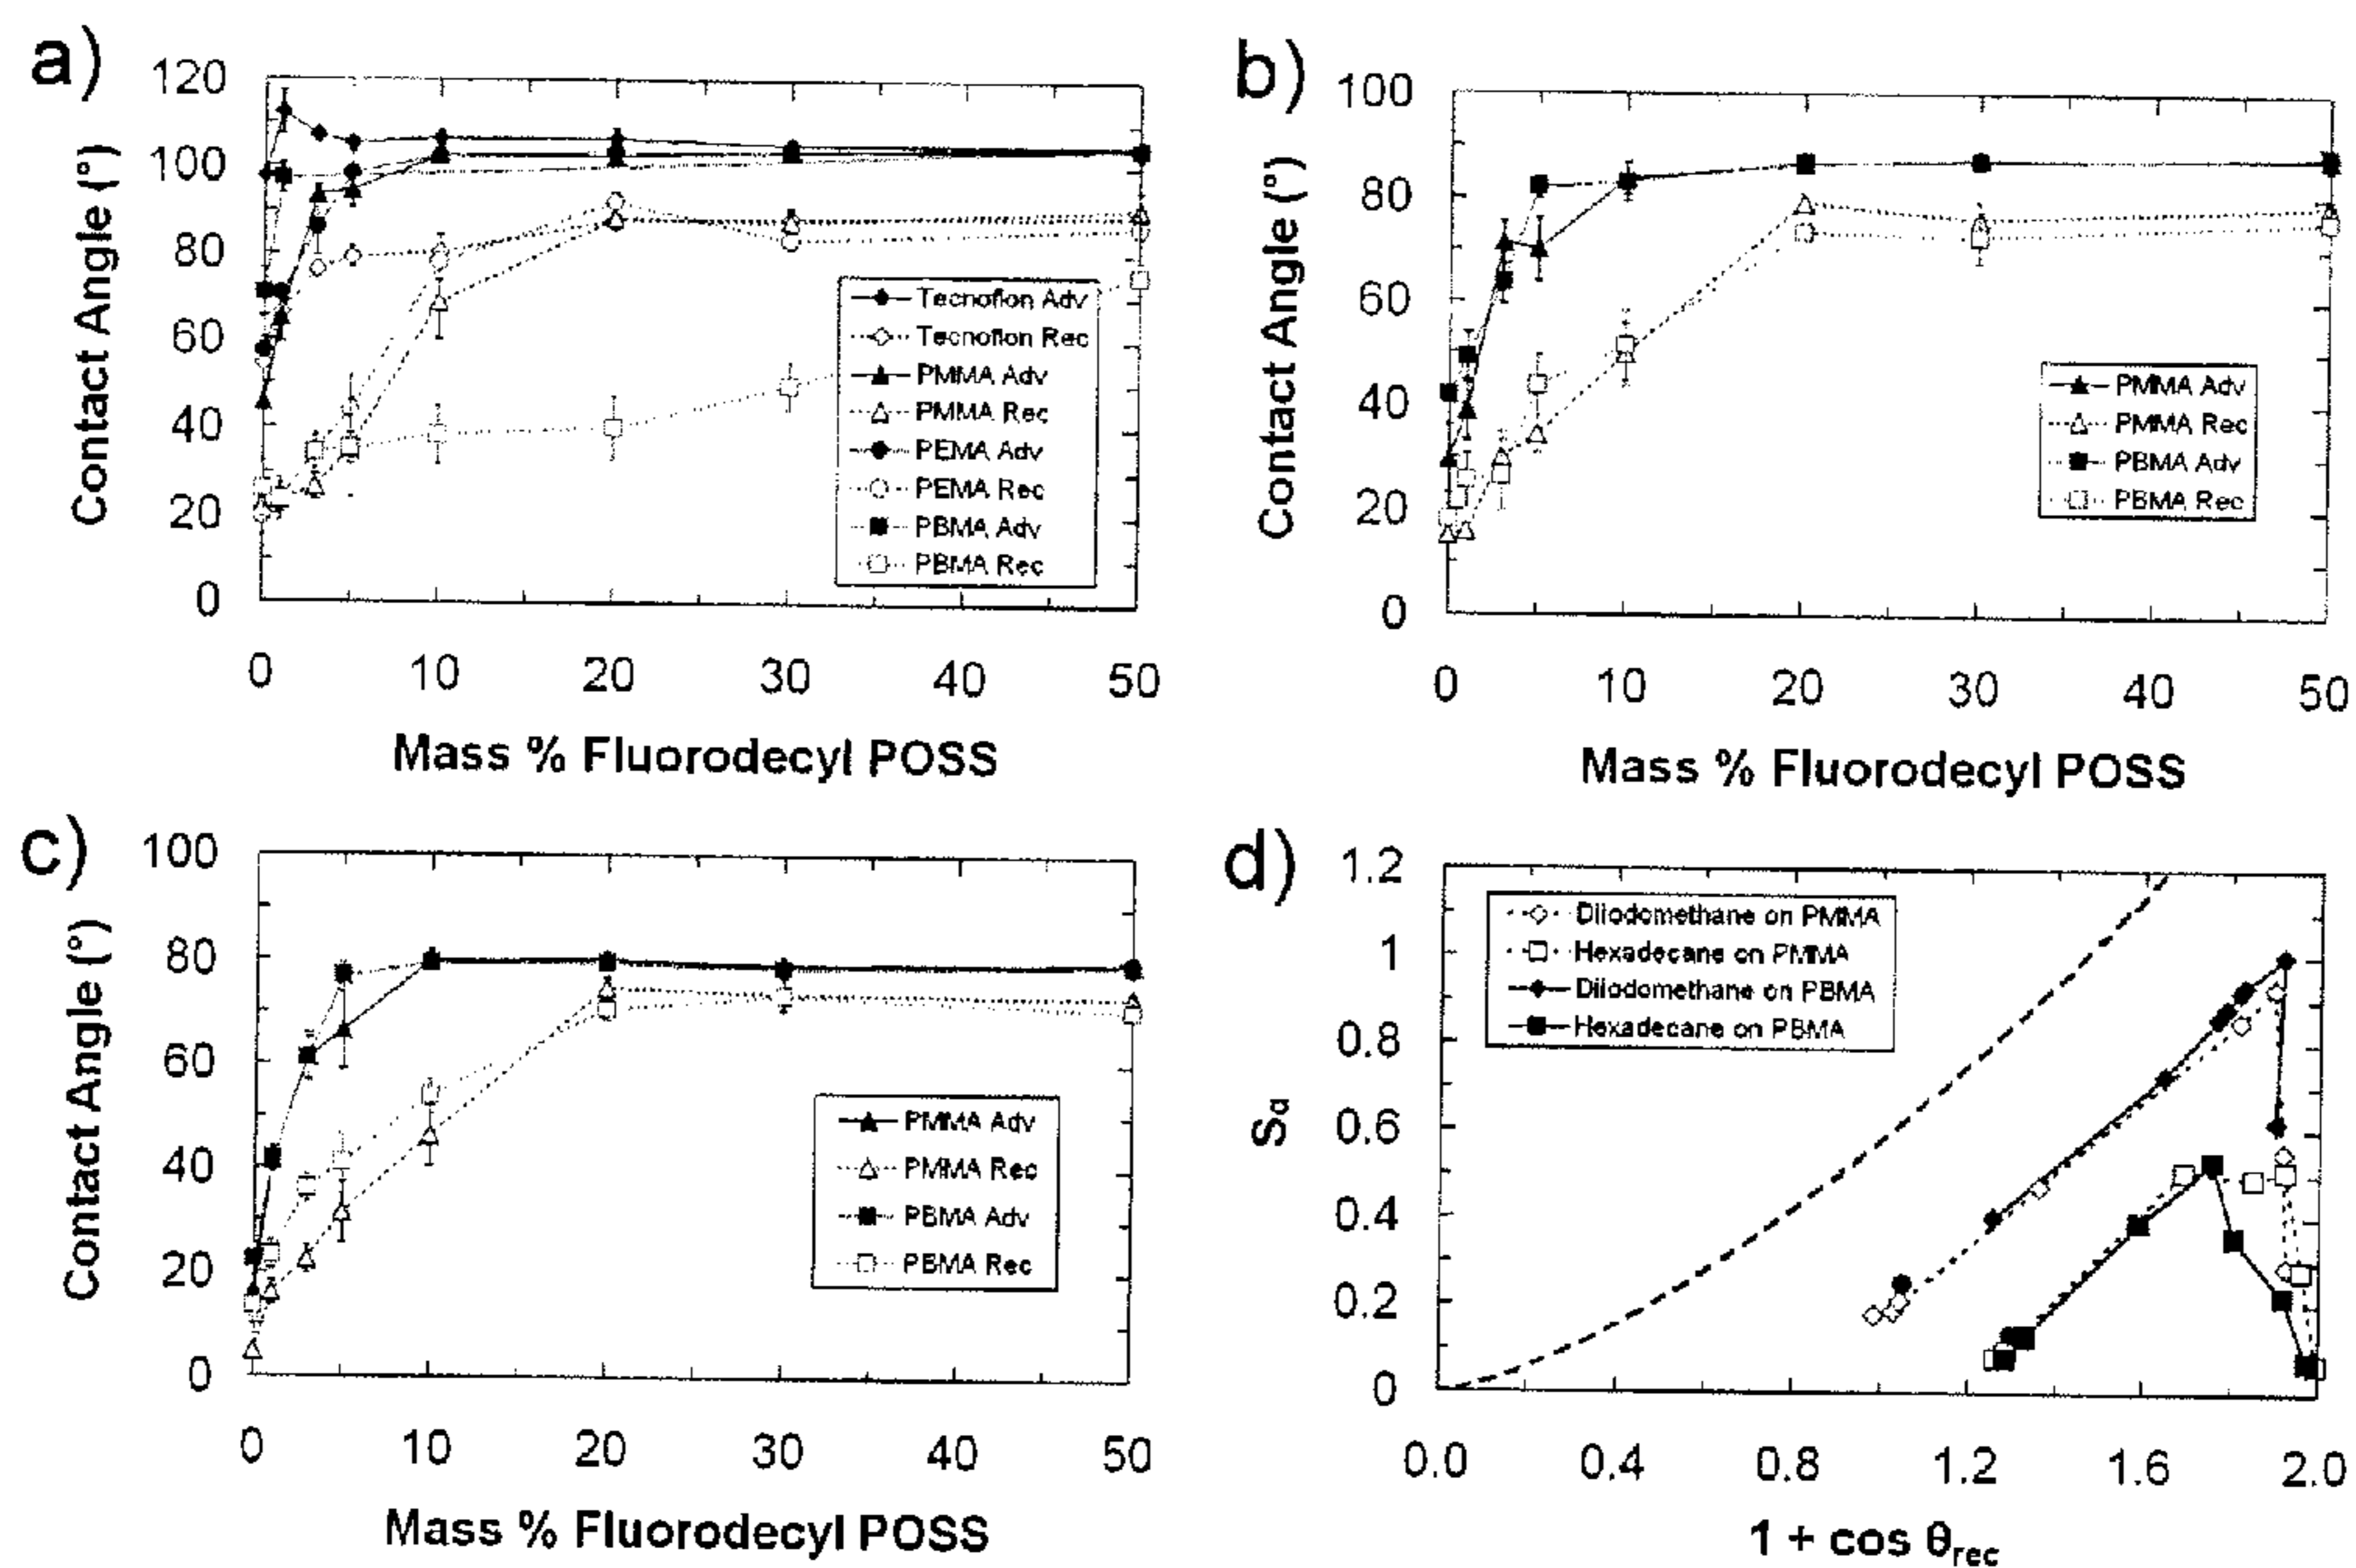 a)
120
100
80
60
40
20
0
Contact Angle (°)
Tecnoflon Adv
Tecnoflon Rec
PMMA Adv
PMMA Rec
PEMA Adv
PEMA Rec
PBMA Adv
PBMA Rec
0 10 20 30 40 50
Mass % Fluorodecyl POSS
b)
100
80
60
40
20
0
Contact Angle (°)
PMMA Adv
PMMA Rec
PBMA Adv
PBMA Rec
0 10 20 30 40 50
Mass % Fluorodecyl POSS
c)
100
80
60
40
20
0
Contact Angle (°)
PMMA Adv
PMMA Rec
PBMA Adv
PBMA Rec
0 10 20 30 40 50
Mass % Fluorodecyl POSS
d)
1.2
1
0.8
0.6
0.4
0.2
0
Sα
Diiodomethane on PMMA
Hexadecane on PMMA
Diiodomethane on PBMA
Hexadecane on PBMA
0.0 0.4 0.8 1.2 1.6 2.0
1 + cos θrec